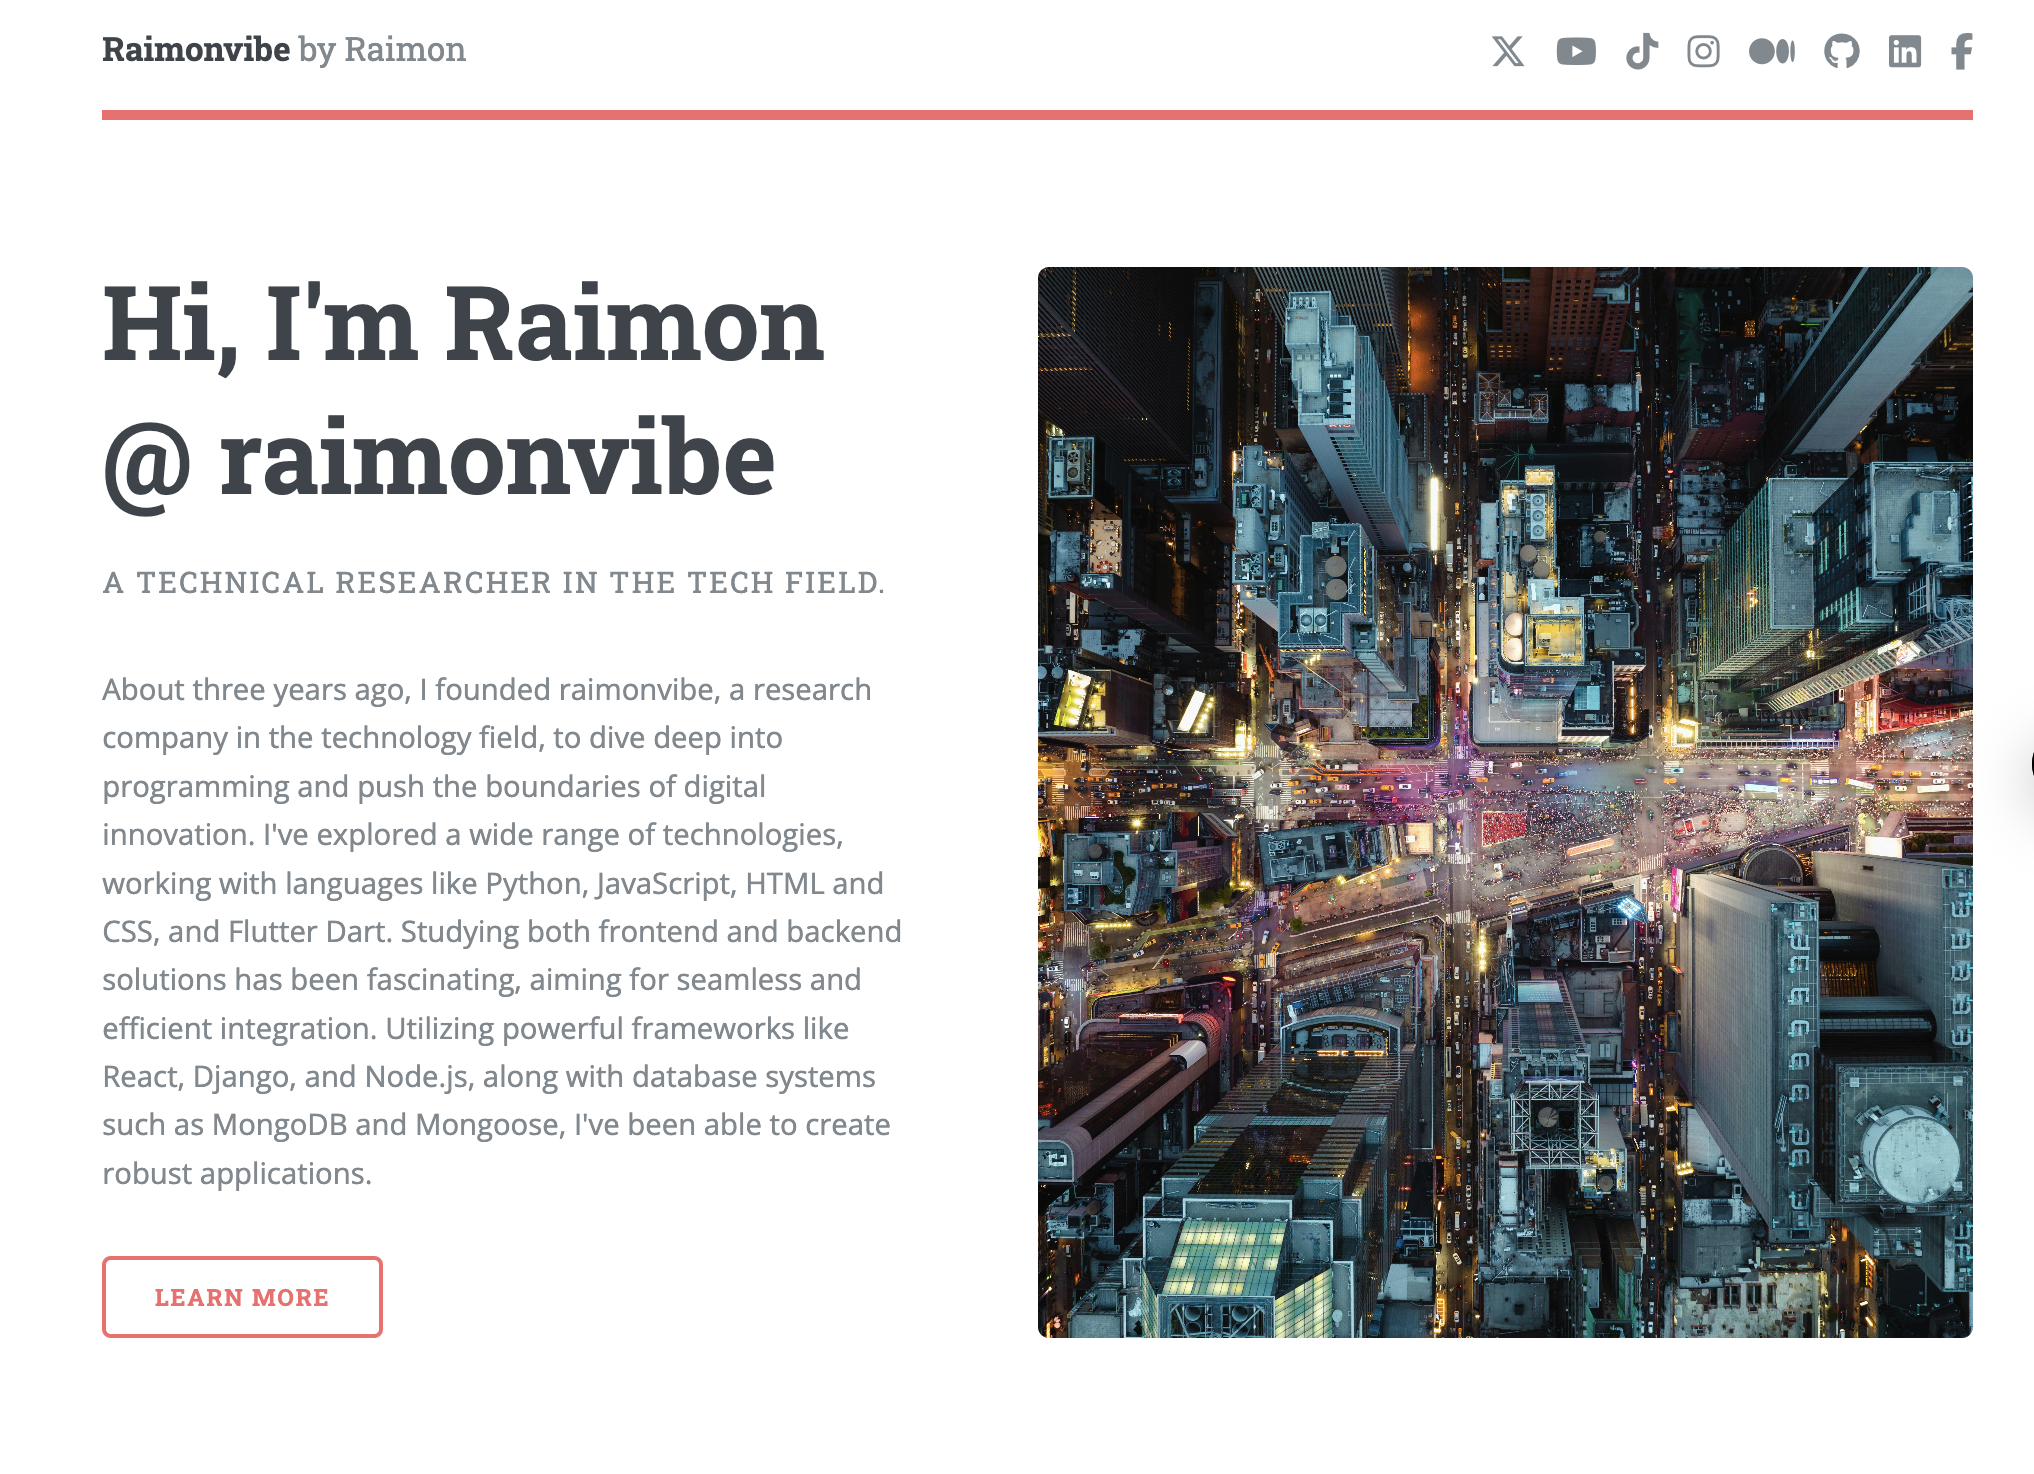 Raimonvibe by Raimon
Hi, I'm Raimon
@ raimonvibe
A TECHNICAL RESEARCHER IN THE TECH FIELD.
About three years ago, I founded raimonvibe, a research
company in the technology field, to dive deep into
programming and push the boundaries of digital
innovation. I've explored a wide range of technologies,
working with languages like Python, JavaScript, HTML and
CSS, and Flutter Dart. Studying both frontend and backend
solutions has been fascinating, aiming for seamless and
efficient integration. Utilizing powerful frameworks like
React, Django, and Node.js, along with database systems
such as MongoDB and Mongoose, I've been able to create
robust applications.
LEARN MORE